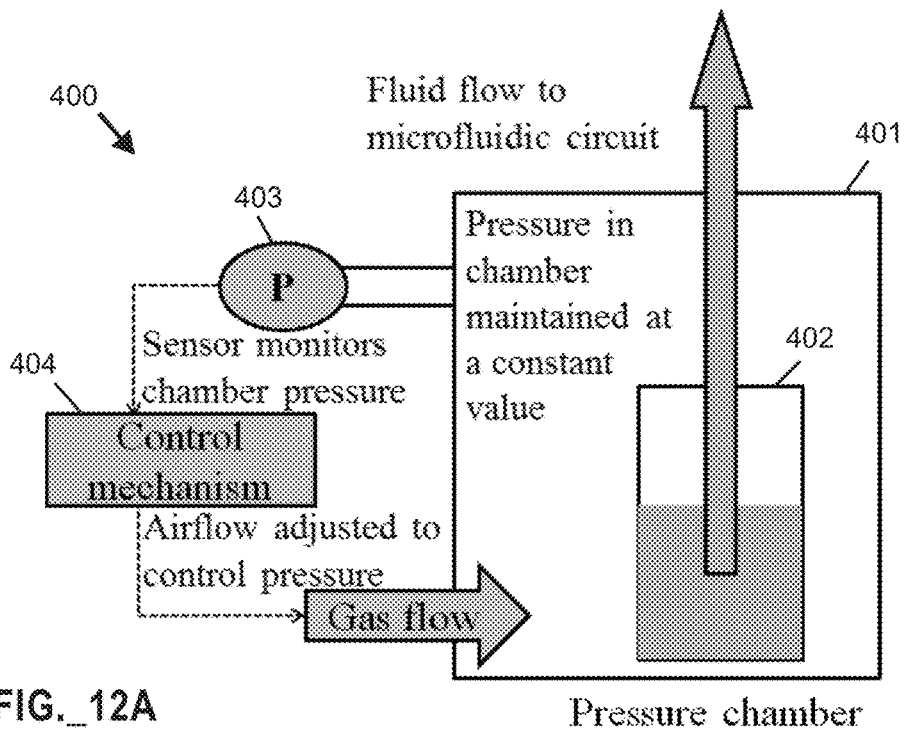 400
Fluid flow to
microfluidic circuit
401
403
P
Pressure in
chamber
maintained at
a constant
value
402
Sensor monitors
chamber pressure
404
Control
mechanism
Airflow adjusted to
control pressure
Gas flow
FIG._12A
Pressure chamber